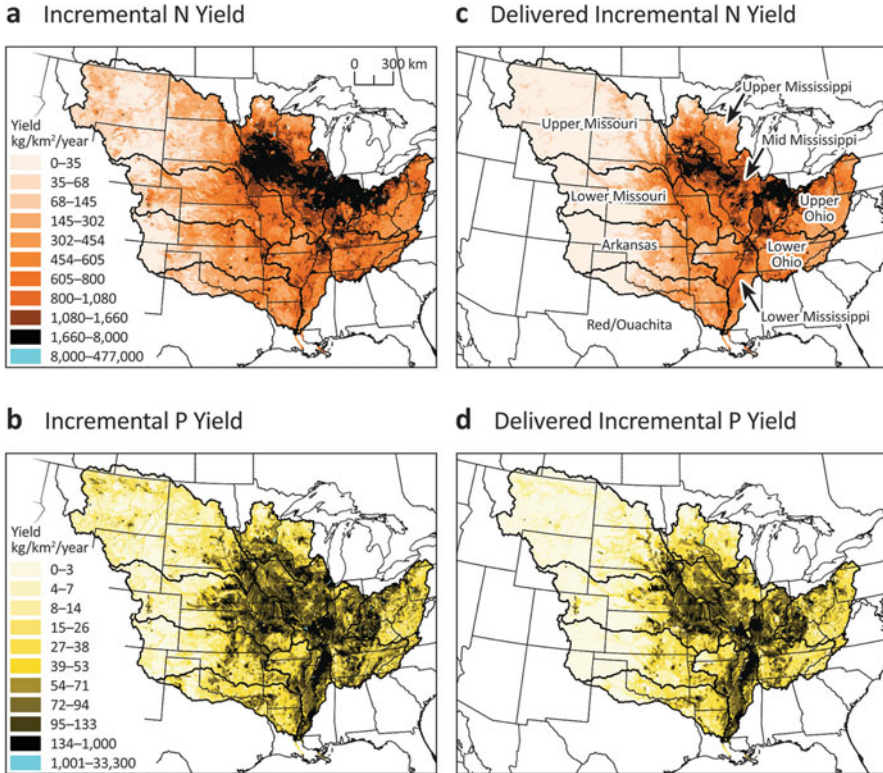 a Incremental N Yield
0 300 km
Yield
kg/km²/year
0–35
35–68
68–145
145–302
302–454
454–605
605–800
800–1,080
1,080–1,660
1,660–8,000
8,000–477,000
c Delivered Incremental N Yield
Upper Mississippi
Upper Missouri
Mid Mississippi
Lower Missouri
Upper
Ohio
Arkansas
Lower
Ohio
Lower Mississippi
Red/Ouachita
b Incremental P Yield
Yield
kg/km²/year
0–3
4–7
8–14
15–26
27–38
39–53
54–71
72–94
95–133
134–1,000
1,001–33,300
d Delivered Incremental P Yield